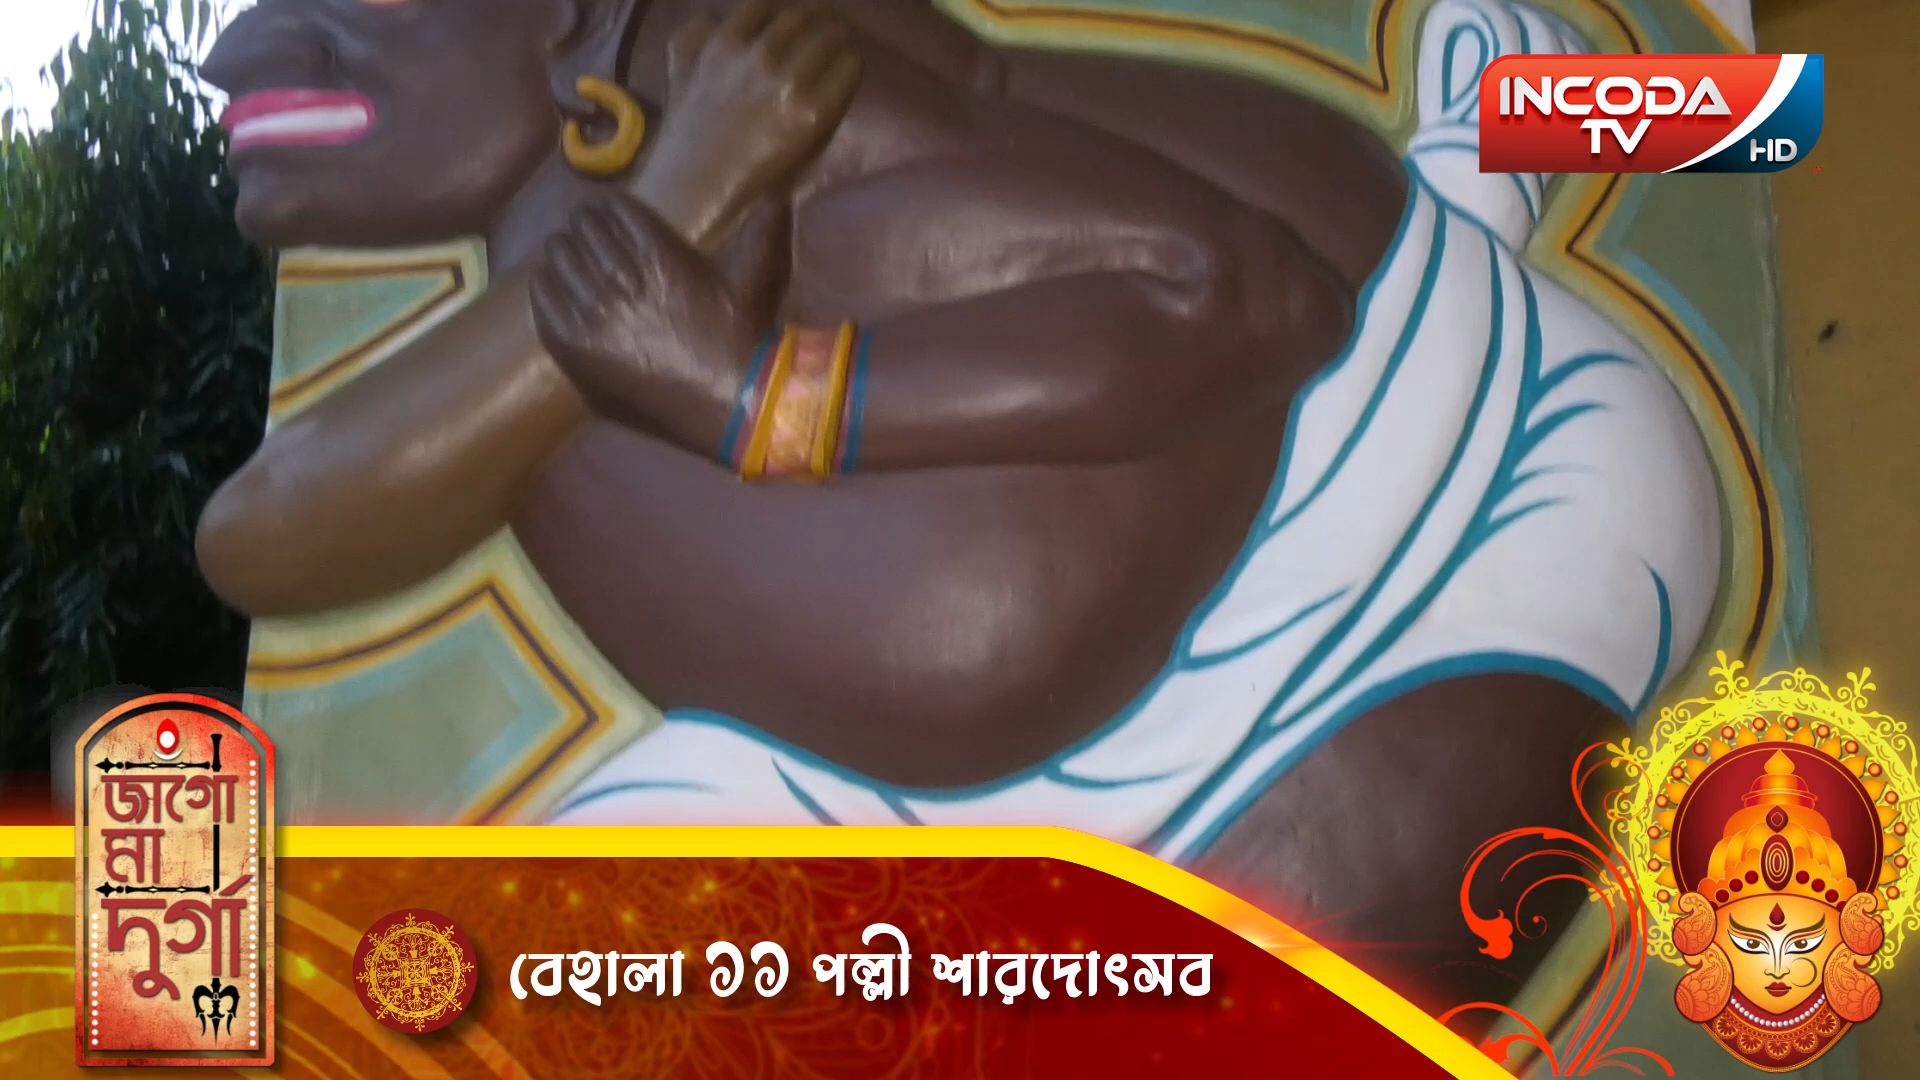 INCODA
TV
HD
জাগো
মা
দুর্গা
বেহালা ১১ পল্লী শারদোৎসব